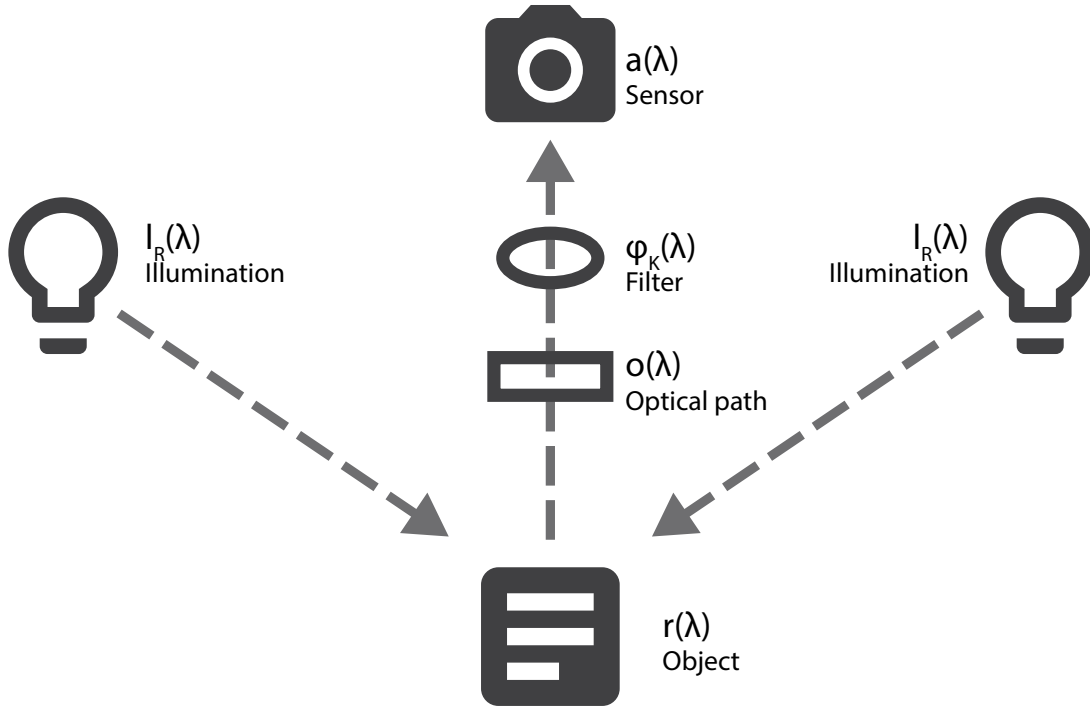 a(λ)
Sensor
I_R(λ)
Illumination
φ_K(λ)
Filter
I_R(λ)
Illumination
o(λ)
Optical path
r(λ)
Object